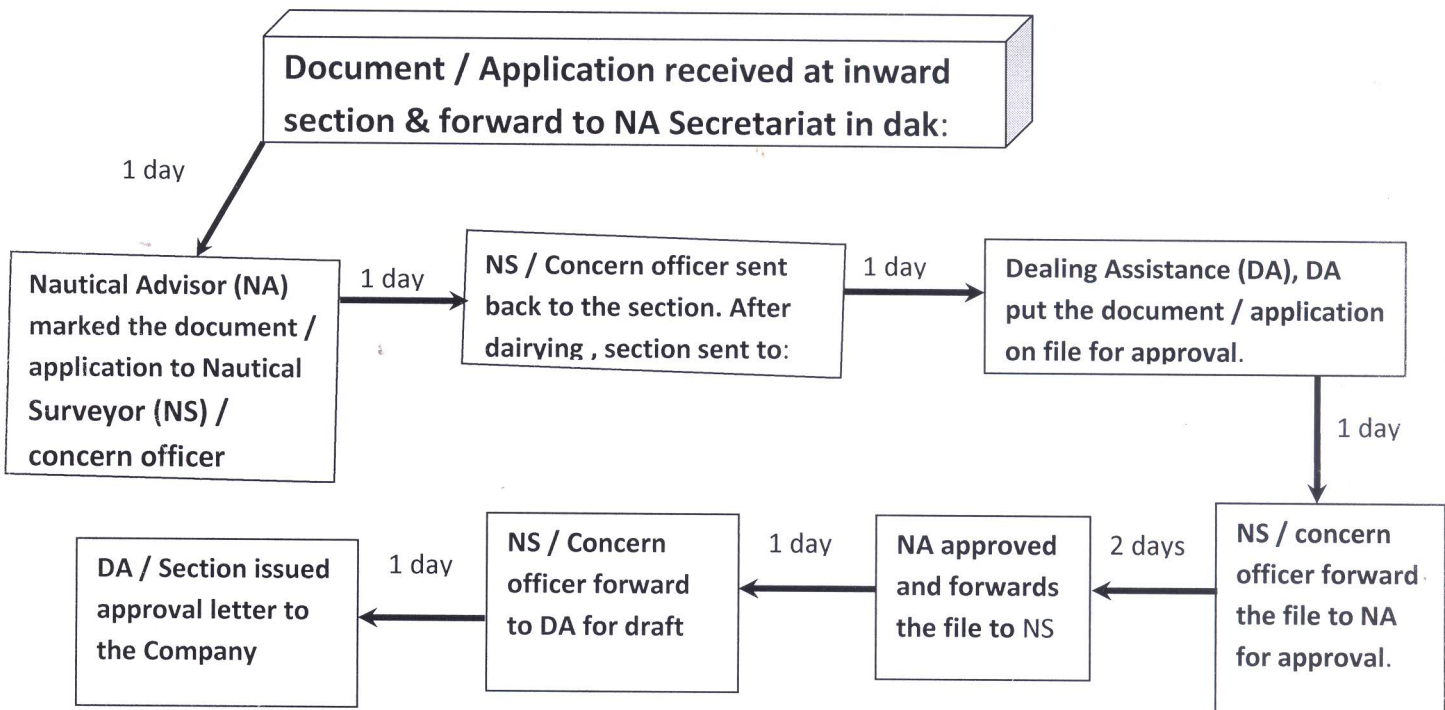 Document / Application received at inward
section & forward to NA Secretariat in dak:
1 day
Nautical Advisor (NA)
marked the document /
application to Nautical
Surveyor (NS) /
concern officer
1 day
NS / Concern officer sent
back to the section. After
dairying , section sent to:
1 day
Dealing Assistance (DA), DA
put the document / application
on file for approval.
1 day
NS / concern
officer forward
the file to NA
for approval.
2 days
NA approved
and forwards
the file to NS
1 day
NS / Concern
officer forward
to DA for draft
1 day
DA / Section issued
approval letter to
the Company